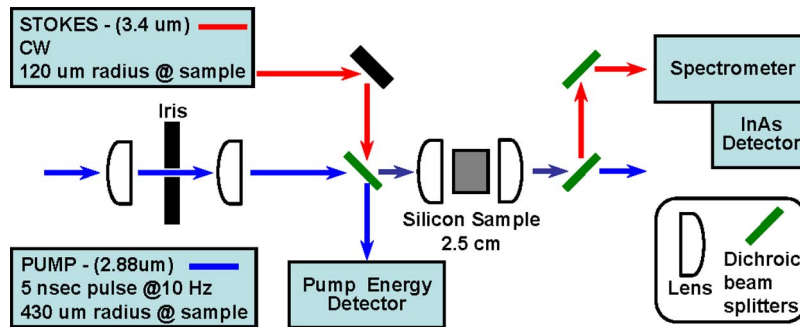 STOKES - (3.4 um)
CW
120 um radius @ sample
Iris
Spectrometer
InAs
Detector
Silicon Sample
2.5 cm
PUMP - (2.88um)
5 nsec pulse @10 Hz
430 um radius @ sample
Pump Energy
Detector
Lens
Dichroic
beam
splitters